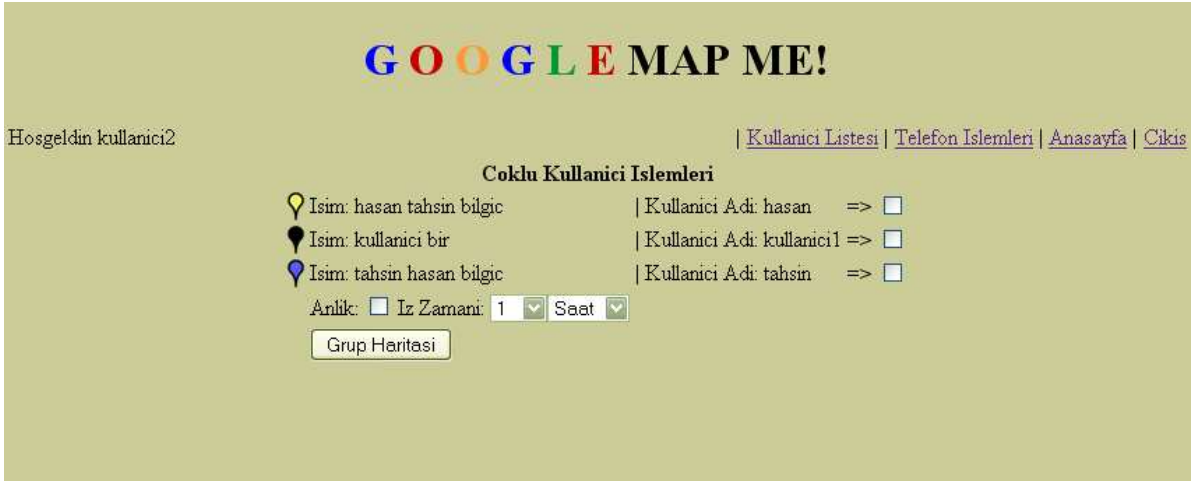 G O O G L E MAP ME!
Hosgeldin kullanici2 | Kullanici Listesi | Telefon Islemleri | Anasayfa | Cikis
Coklu Kullanici Islemleri
Isim: hasan tahsin bilgic | Kullanici Adi: hasan =>
Isim: kullanici bir | Kullanici Adi: kullanici1 =>
Isim: tahsin hasan bilgic | Kullanici Adi: tahsin =>
Anlik: Iz Zamani: 1 Saat
Grup Haritasi